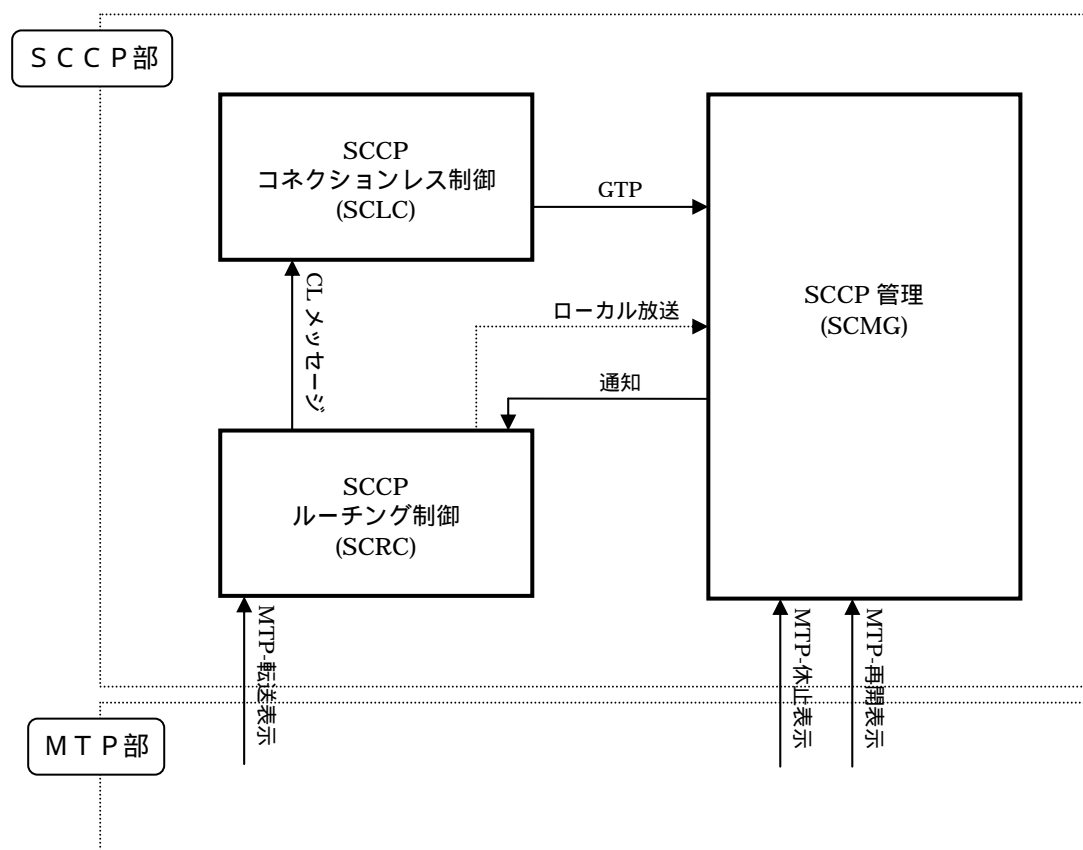 ＳＣＣＰ部
SCCP
コネクションレス制御
(SCLC)
GTP
SCCP 管理
(SCMG)
CL メッセージ
ローカル放送
通知
SCCP
ルーチング制御
(SCRC)
MTP-転送表示
MTP-休止表示
MTP-再開表示
ＭＴＰ部